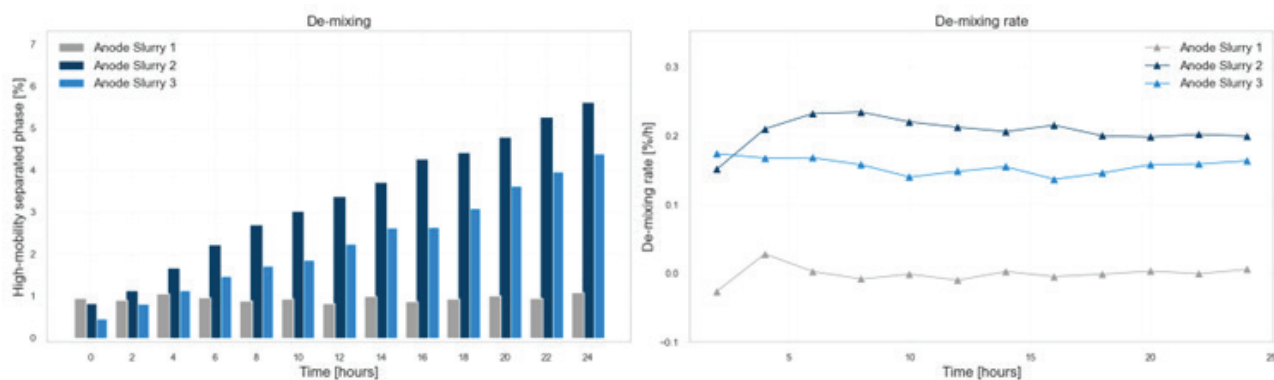 De-mixing
High-mobility separated phase [%]
7
6
5
4
3
2
1
0
Anode Slurry 1
Anode Slurry 2
Anode Slurry 3
0 2 4 6 8 10 12 14 16 18 20 22 24
Time [hours]
De-mixing rate
De-mixing rate [%/h]
0.3
0.2
0.1
0.0
−0.1
Anode Slurry 1
Anode Slurry 2
Anode Slurry 3
5 10 15 20 25
Time [hours]